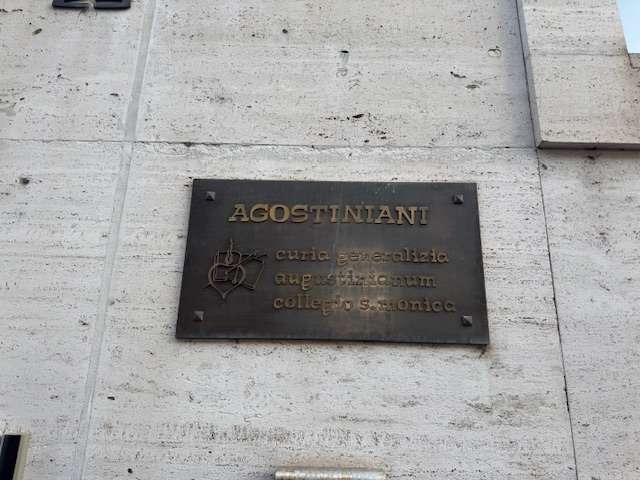 AGOSTINIANI
curia generalizia
augustinianum
collegio s.monica